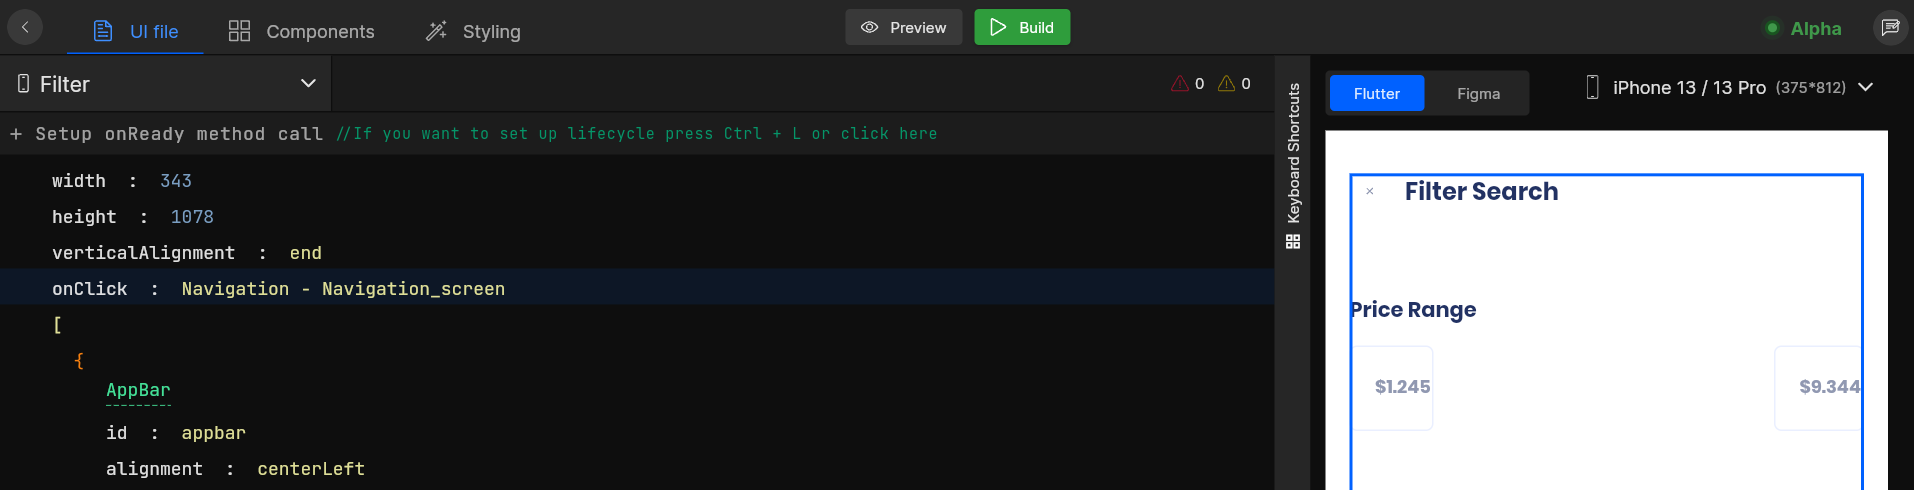 UI file
Components
Styling
Preview
Build
Alpha
Filter
0
0
+ Setup onReady method call //If you want to set up lifecycle press Ctrl + L or click here
width : 343
height : 1078
verticalAlignment : end
onClick : Navigation - Navigation_screen
[
{
AppBar
id : appbar
alignment : centerLeft
Keyboard Shortcuts
Flutter
Figma
iPhone 13 / 13 Pro (375*812)
× Filter Search
Price Range
$1.245
$9.344